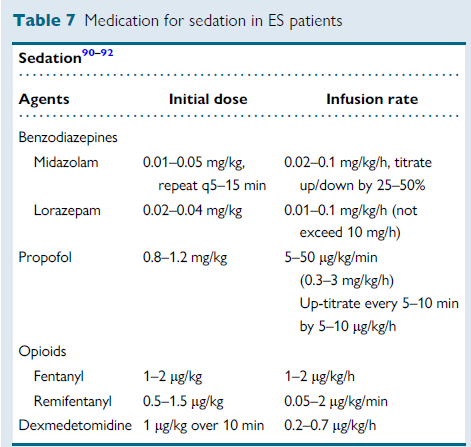 Table 7 Medication for sedation in ES patients
Sedation90–92
Agents Initial dose Infusion rate
Benzodiazepines
Midazolam 0.01–0.05 mg/kg, 0.02–0.1 mg/kg/h, titrate
repeat q5–15 min up/down by 25–50%
Lorazepam 0.02–0.04 mg/kg 0.01–0.1 mg/kg/h (not
exceed 10 mg/h)
Propofol 0.8–1.2 mg/kg 5–50 μg/kg/min
(0.3–3 mg/kg/h)
Up-titrate every 5–10 min
by 5–10 μg/kg/h
Opioids
Fentanyl 1–2 μg/kg 1–2 μg/kg/h
Remifentanyl 0.5–1.5 μg/kg 0.05–2 μg/kg/min
Dexmedetomidine 1 μg/kg over 10 min 0.2–0.7 μg/kg/h